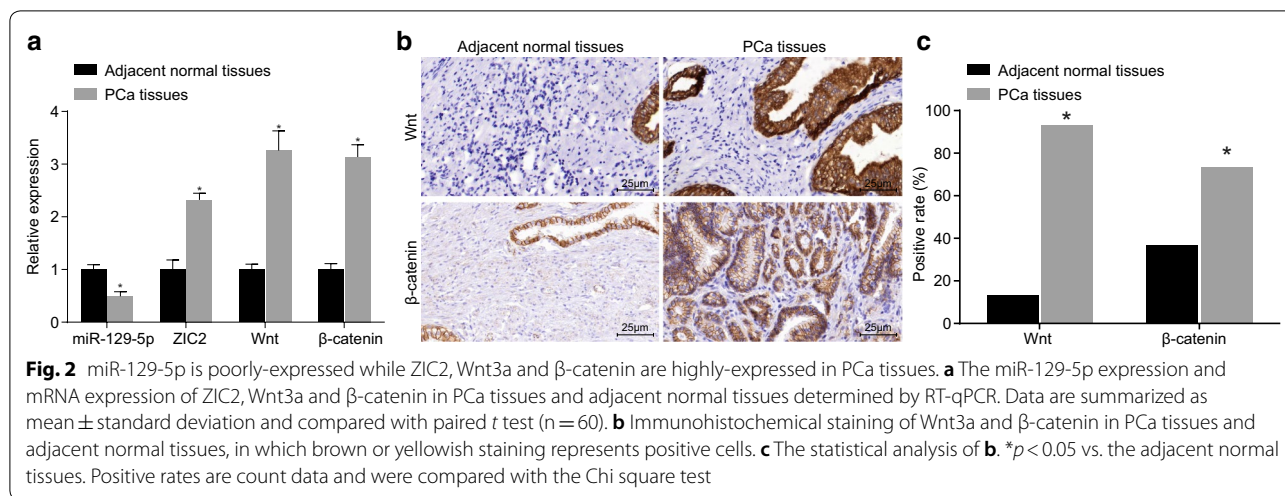 a
Adjacent normal tissues
PCa tissues
Relative expression
4
3
2
1
0
*
*
*
*
miR-129-5p ZIC2 Wnt β-catenin
b
Adjacent normal tissues PCa tissues
Wnt
25μm 25μm
β-catenin
25μm 25μm
c
Adjacent normal tissues
PCa tissues
Positive rate (%)
100
80
60
40
20
0
*
*
Wnt β-catenin
Fig. 2 miR-129-5p is poorly-expressed while ZIC2, Wnt3a and β-catenin are highly-expressed in PCa tissues. a The miR-129-5p expression and
mRNA expression of ZIC2, Wnt3a and β-catenin in PCa tissues and adjacent normal tissues determined by RT-qPCR. Data are summarized as
mean ± standard deviation and compared with paired t test (n = 60). b Immunohistochemical staining of Wnt3a and β-catenin in PCa tissues and
adjacent normal tissues, in which brown or yellowish staining represents positive cells. c The statistical analysis of b. *p < 0.05 vs. the adjacent normal
tissues. Positive rates are count data and were compared with the Chi square test